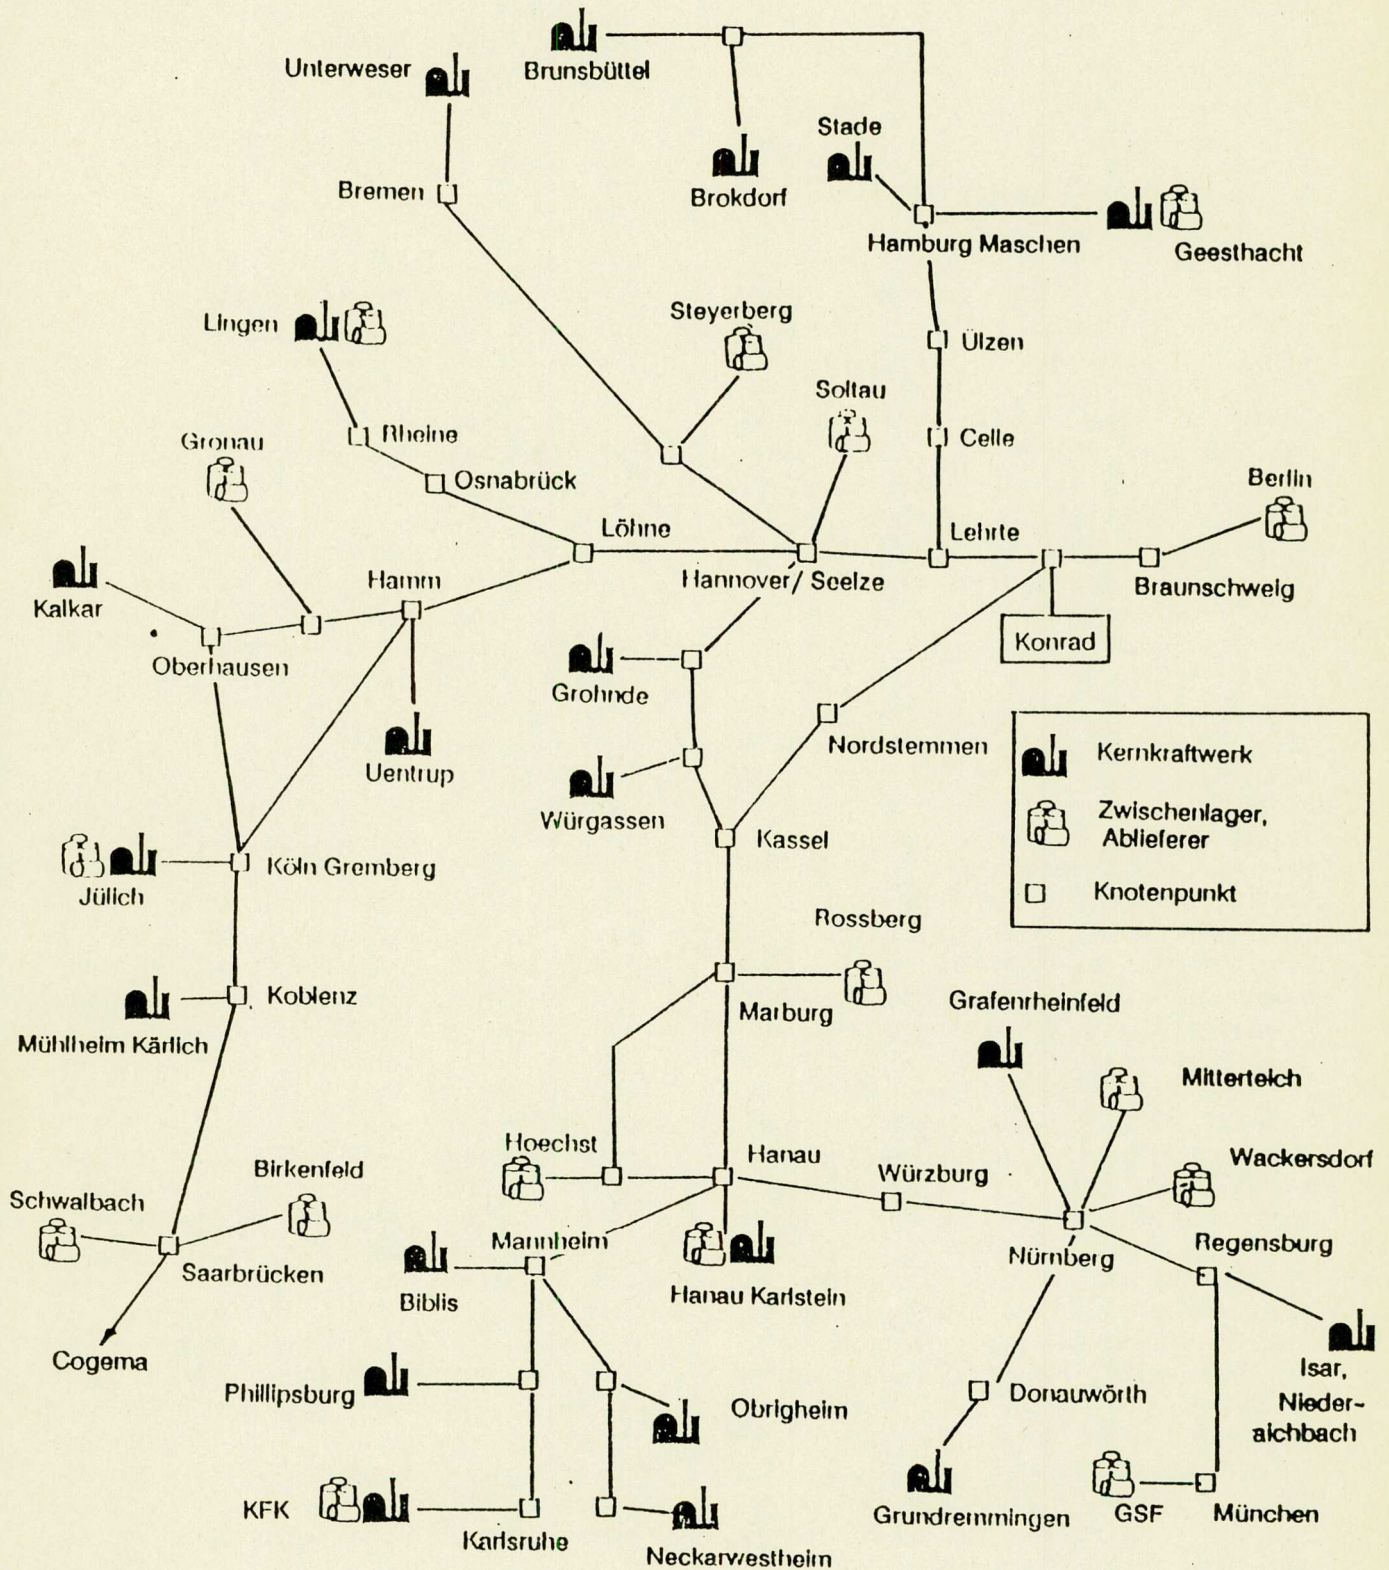 Brunsbüttel
Unterweser
Stade
Bremen
Brokdorf
Hamburg Maschen
Geesthacht
Steyerberg
Lingen
Ülzen
Soltau
Rheine
Celle
Gronau
Osnabrück
Berlin
Löhne
Lehrte
Hamm
Hannover/ Seelze
Braunschweig
Kalkar
Konrad
Oberhausen
Grohnde
Nordstemmen
Uentrup
Kernkraftwerk
Würgassen
Zwischenlager,
Ablieferer
Kassel
Köln Gremberg
Jülich
Knotenpunkt
Rossberg
Koblenz
Marburg
Grafenrheinfeld
Mühlheim Kärlich
Mitterteich
Hoechst
Hanau
Würzburg
Wackersdorf
Birkenfeld
Schwalbach
Mannheim
Nürnberg
Regensburg
Saarbrücken
Biblis
Hanau Karlstein
Cogema
Isar,
Nieder-
aichbach
Phillipsburg
Obrigheim
Donauwörth
KFK
Karlsruhe
Grundremmingen
GSF
München
Neckarwestheim